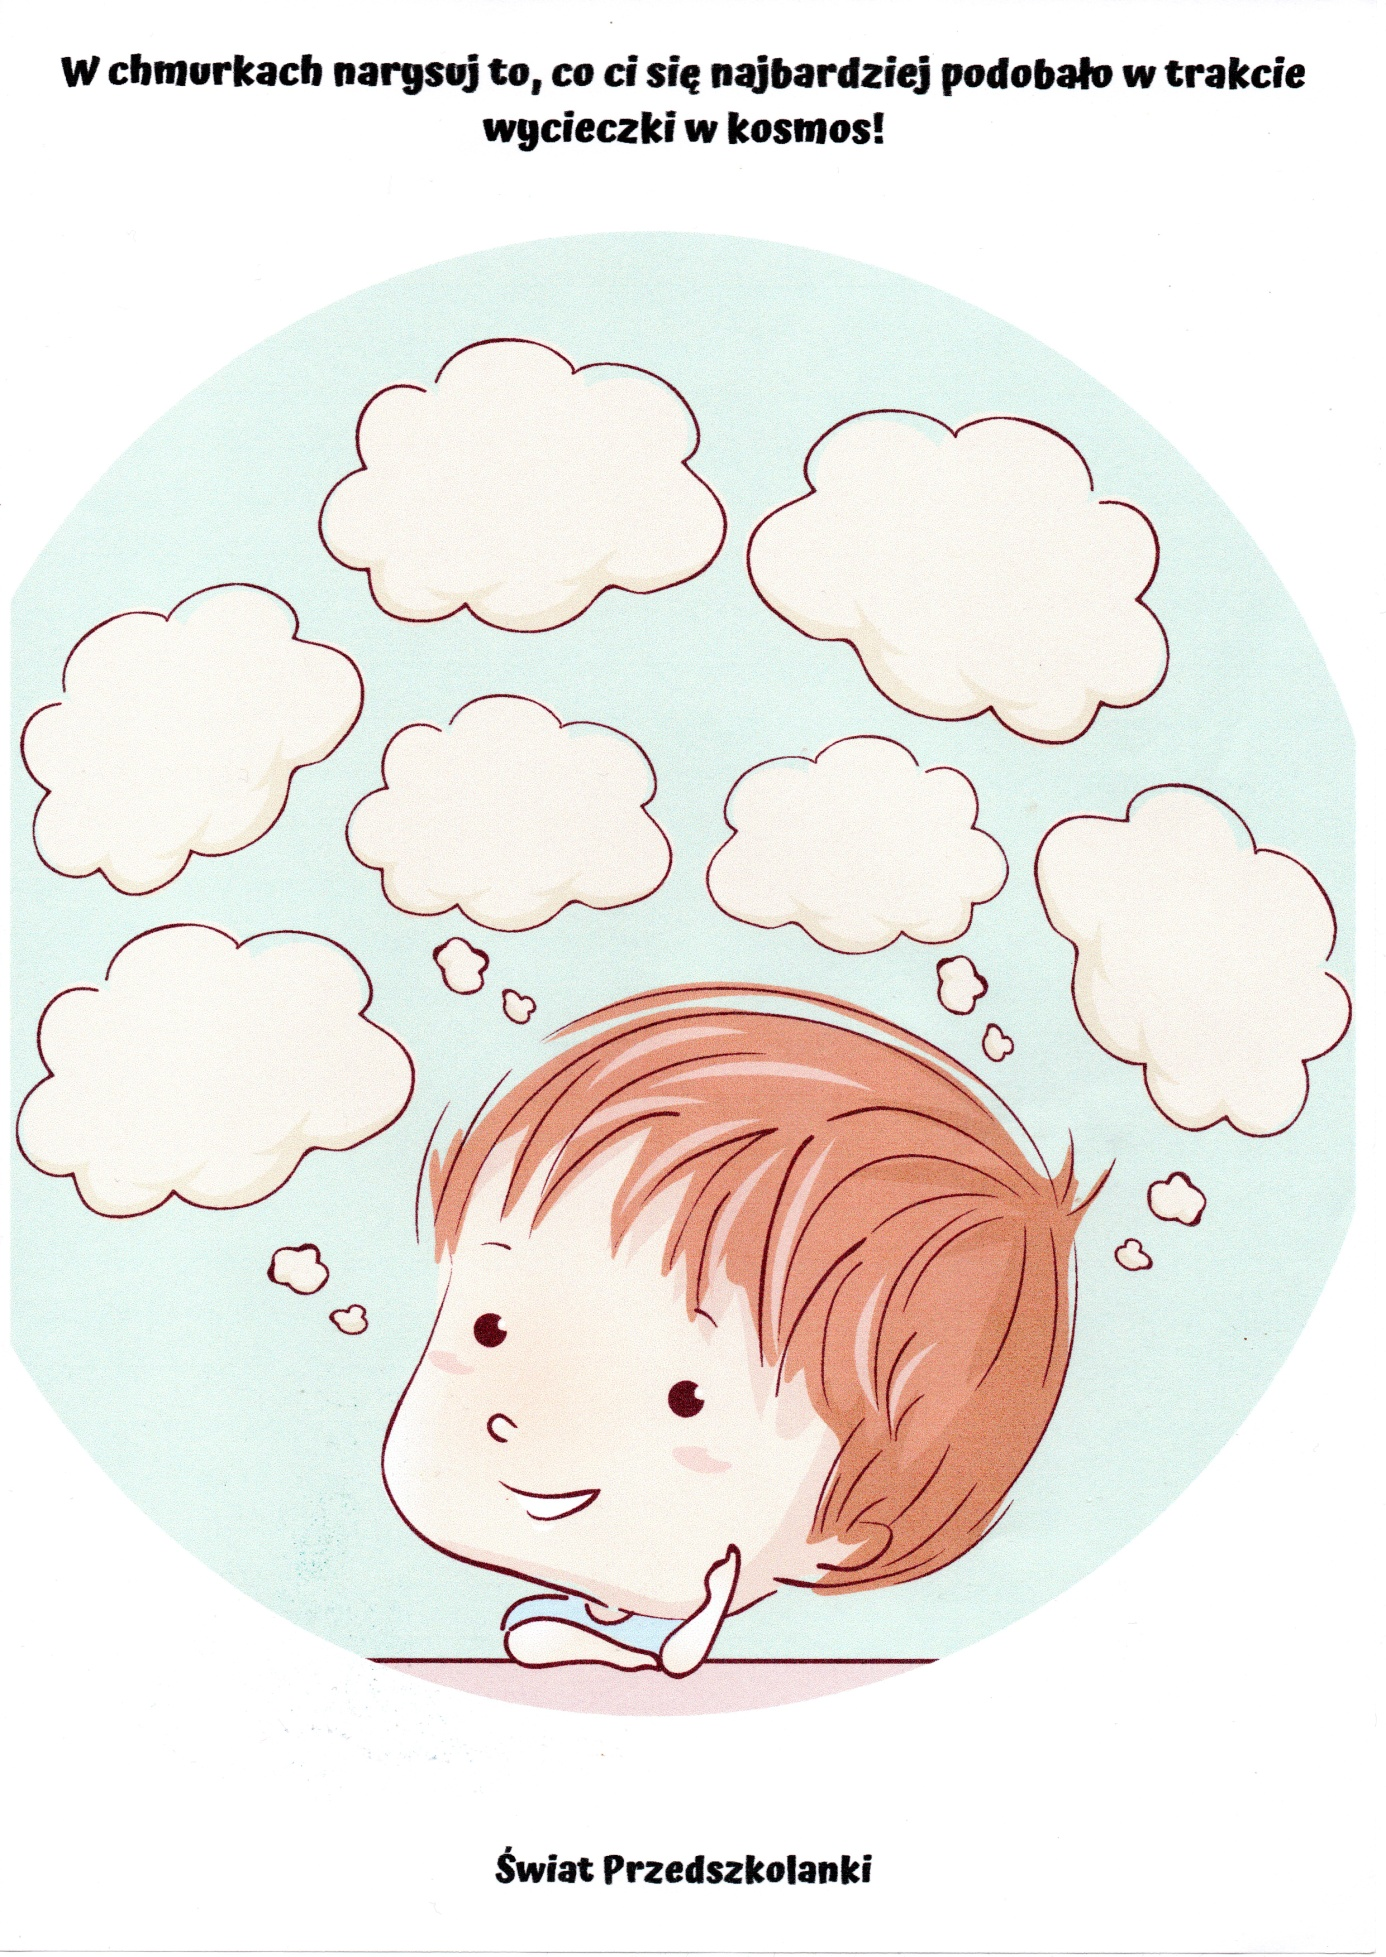 W chmurkach narysuj to, co ci się najbardziej podobało w trakcie
wycieczki w kosmos!
Świat Przedszkolanki